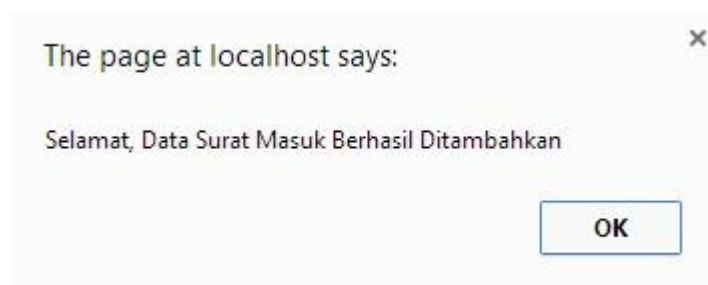 The page at localhost says:
Selamat, Data Surat Masuk Berhasil Ditambahkan
OK